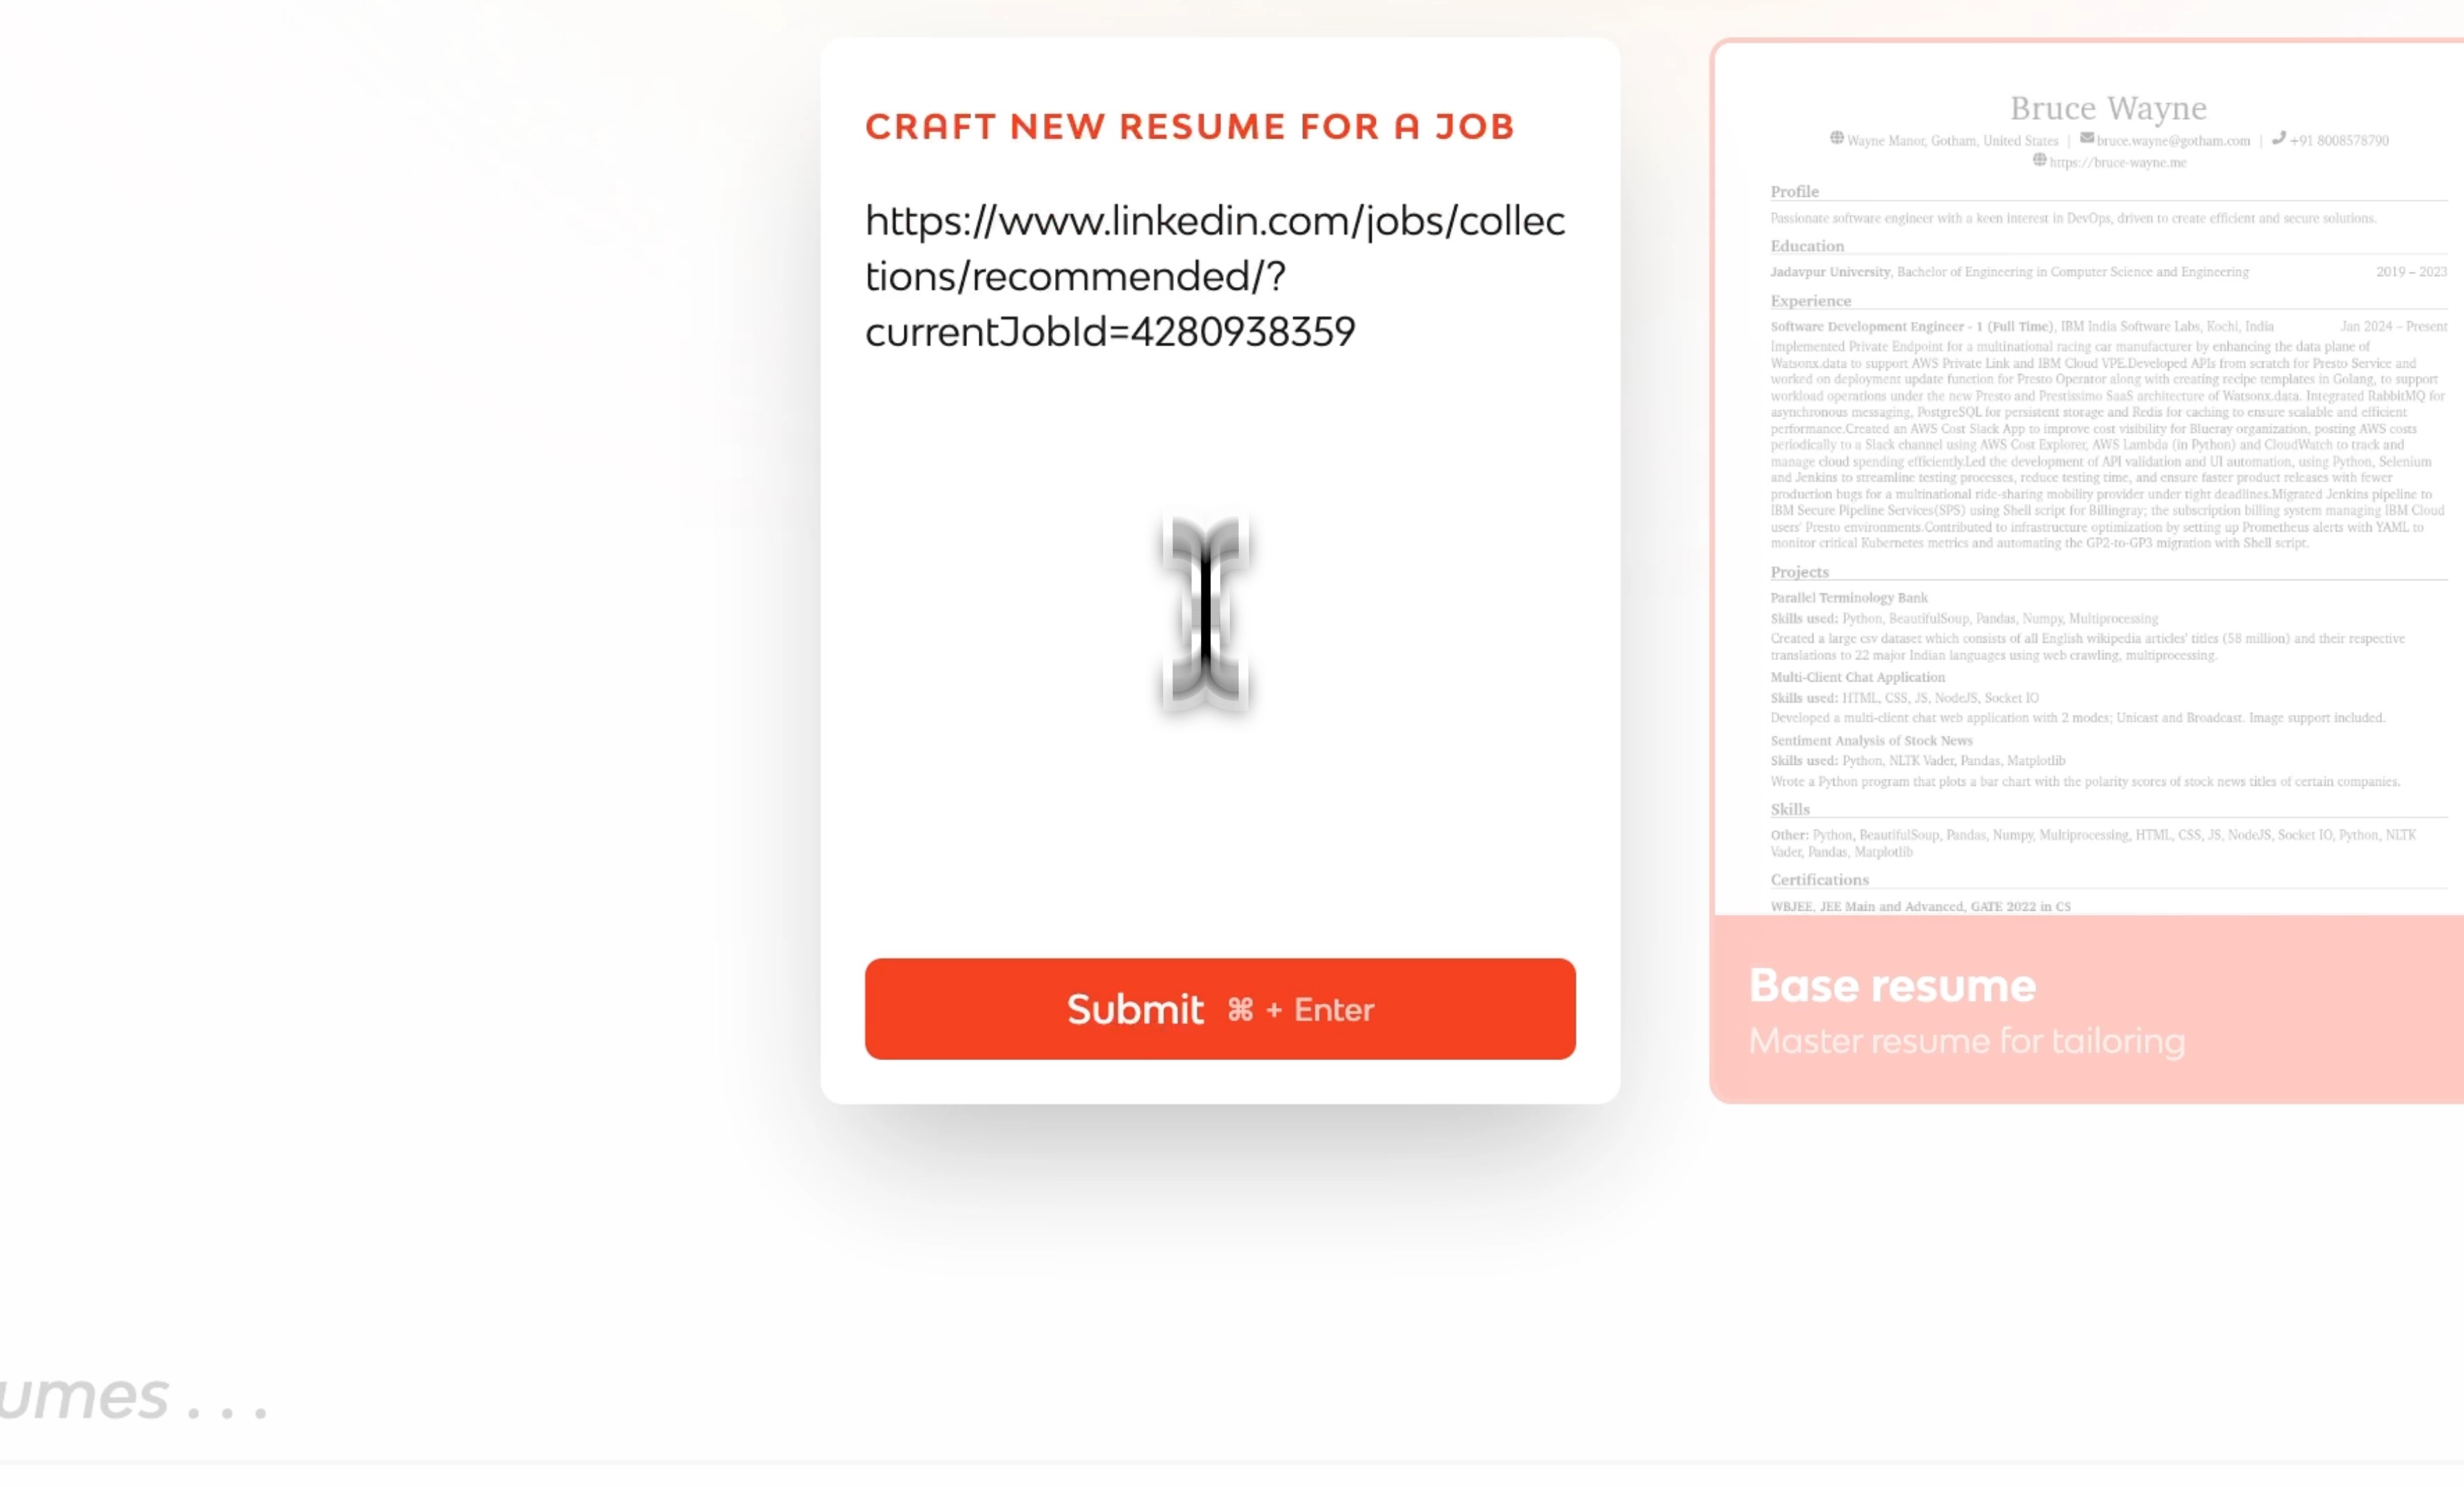 CRAFT NEW RESUME FOR A JOB
https://www.linkedin.com/jobs/collec
tions/recommended/?
currentJobId=4280938359
Submit ⌘ + Enter
Bruce Wayne
Wayne Manor, Gotham, United States | bruce.wayne@gotham.com | +91 8008578790
https://bruce-wayne.me
Profile
Passionate software engineer with a keen interest in DevOps, driven to create efficient and secure solutions.
Education
Jadavpur University, Bachelor of Engineering in Computer Science and Engineering 2019 – 2023
Experience
Software Development Engineer - 1 (Full Time), IBM India Software Labs, Kochi, India Jan 2024 – Present
Implemented Private Endpoint for a multinational racing car manufacturer by enhancing the data plane of
Watsonx.data to support AWS Private Link and IBM Cloud VPE.Developed APIs from scratch for Presto Service and
worked on deployment update function for Presto Operator along with creating recipe templates in Golang, to support
workload operations under the new Presto and Prestissimo SaaS architecture of Watsonx.data. Integrated RabbitMQ for
asynchronous messaging, PostgreSQL for persistent storage and Redis for caching to ensure scalable and efficient
performance.Created an AWS Cost Slack App to improve cost visibility for Blueray organization, posting AWS costs
periodically to a Slack channel using AWS Cost Explorer, AWS Lambda (in Python) and CloudWatch to track and
manage cloud spending efficiently.Led the development of API validation and UI automation, using Python, Selenium
and Jenkins to streamline testing processes, reduce testing time, and ensure faster product releases with fewer
production bugs for a multinational ride-sharing mobility provider under tight deadlines.Migrated Jenkins pipeline to
IBM Secure Pipeline Services(SPS) using Shell script for Billingray; the subscription billing system managing IBM Cloud
users' Presto environments.Contributed to infrastructure optimization by setting up Prometheus alerts with YAML to
monitor critical Kubernetes metrics and automating the GP2-to-GP3 migration with Shell script.
Projects
Parallel Terminology Bank
Skills used: Python, BeautifulSoup, Pandas, Numpy, Multiprocessing
Created a large csv dataset which consists of all English wikipedia articles' titles (58 million) and their respective
translations to 22 major Indian languages using web crawling, multiprocessing.
Multi-Client Chat Application
Skills used: HTML, CSS, JS, NodeJS, Socket IO
Developed a multi-client chat web application with 2 modes; Unicast and Broadcast. Image support included.
Sentiment Analysis of Stock News
Skills used: Python, NLTK Vader, Pandas, Matplotlib
Wrote a Python program that plots a bar chart with the polarity scores of stock news titles of certain companies.
Skills
Other: Python, BeautifulSoup, Pandas, Numpy, Multiprocessing, HTML, CSS, JS, NodeJS, Socket IO, Python, NLTK
Vader, Pandas, Matplotlib
Certifications
WBJEE, JEE Main and Advanced, GATE 2022 in CS
Base resume
Master resume for tailoring
umes . . .